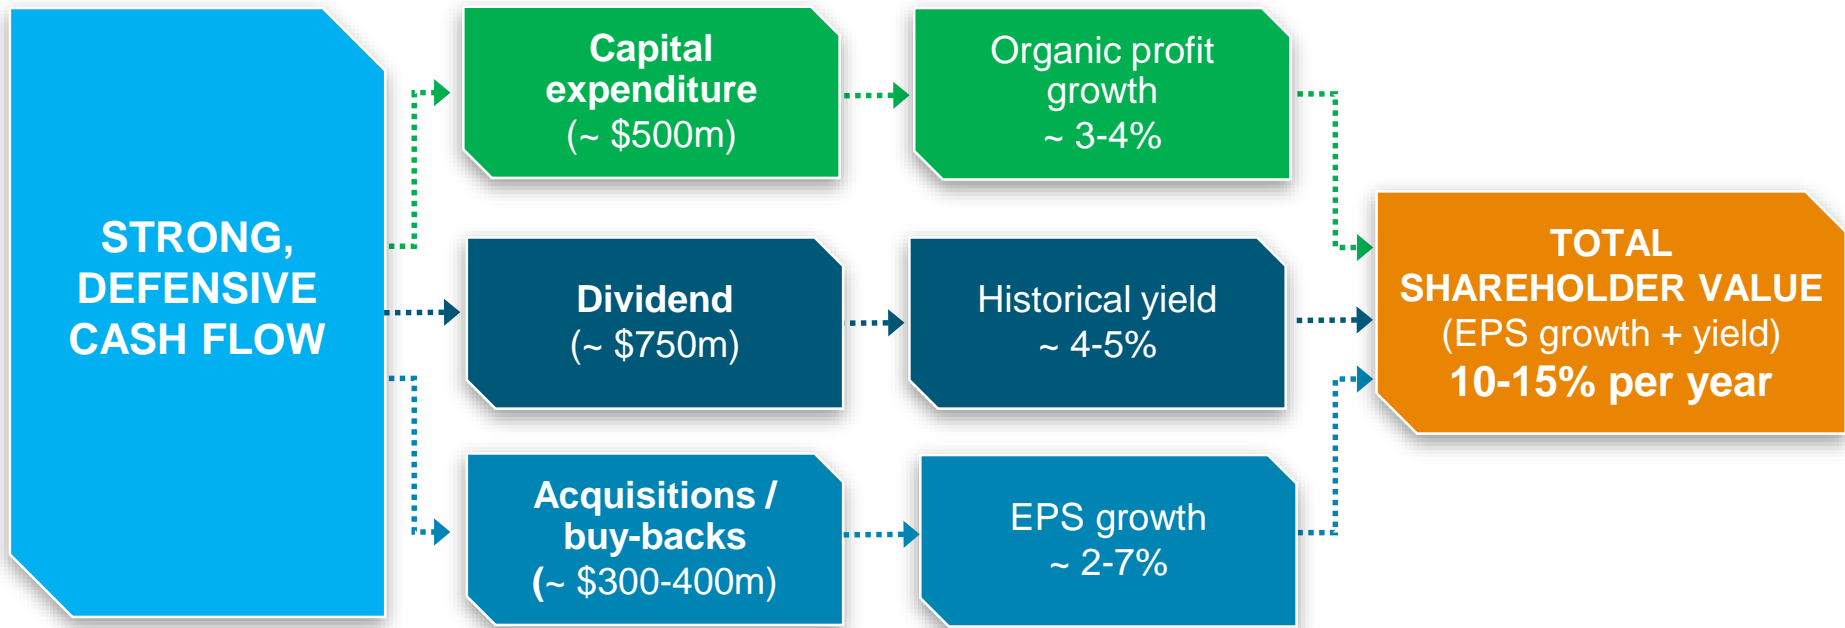 STRONG,
DEFENSIVE
CASH FLOW
Capital
expenditure
(~ $500m)
Organic profit
growth
~ 3-4%
Dividend
(~ $750m)
Historical yield
~ 4-5%
Acquisitions /
buy-backs
(~ $300-400m)
EPS growth
~ 2-7%
TOTAL
SHAREHOLDER VALUE
(EPS growth + yield)
10-15% per year